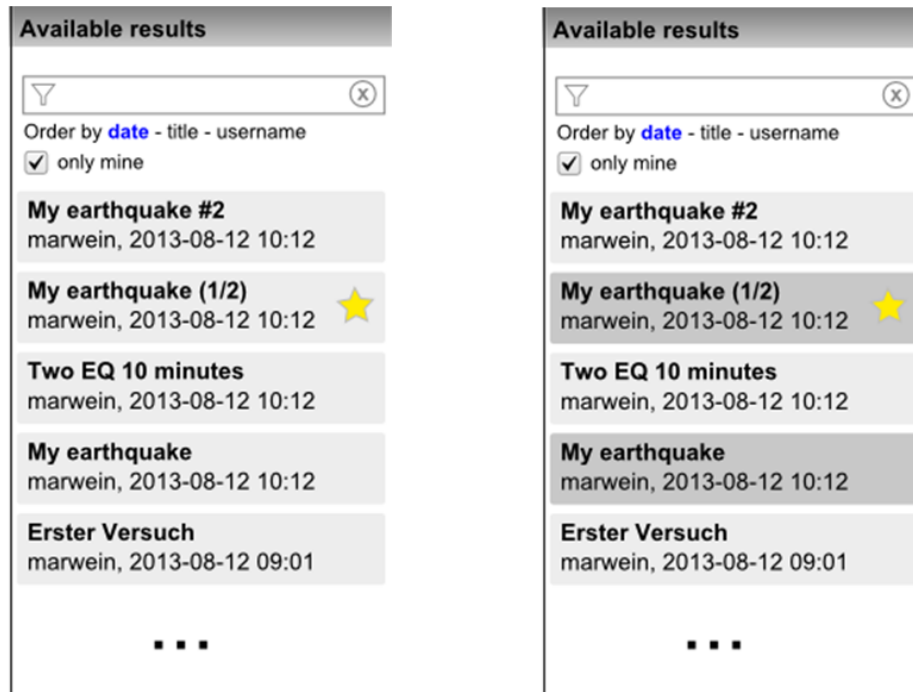 Available results
Order by date - title - username
only mine
My earthquake #2
marwein, 2013-08-12 10:12
My earthquake (1/2)
marwein, 2013-08-12 10:12
Two EQ 10 minutes
marwein, 2013-08-12 10:12
My earthquake
marwein, 2013-08-12 10:12
Erster Versuch
marwein, 2013-08-12 09:01
...
Available results
Order by date - title - username
only mine
My earthquake #2
marwein, 2013-08-12 10:12
My earthquake (1/2)
marwein, 2013-08-12 10:12
Two EQ 10 minutes
marwein, 2013-08-12 10:12
My earthquake
marwein, 2013-08-12 10:12
Erster Versuch
marwein, 2013-08-12 09:01
...